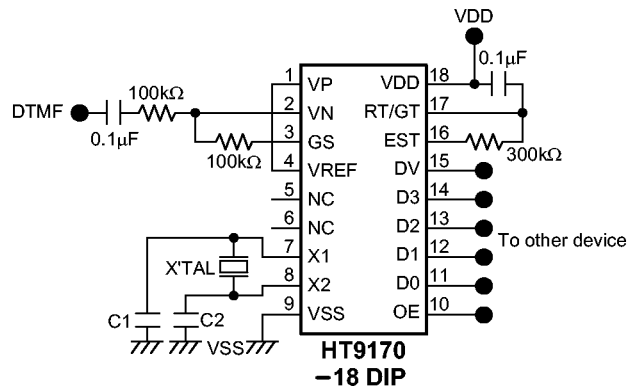 VDD
0.1μF
1 VP VDD 18
100kΩ
DTMF
2 VN RT/GT 17
0.1μF
3 GS EST 16
100kΩ
300kΩ
4 VREF DV 15
5 NC D3 14
6 NC D2 13
To other device
7 X1 D1 12
X'TAL
8 X2 D0 11
9 VSS OE 10
C1 C2
VSS
HT9170
–18 DIP